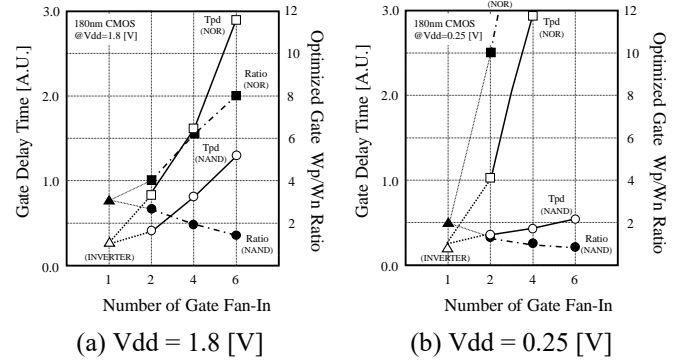 180nm CMOS
@Vdd=1.8 [V]
Tpd
(NOR)
Ratio
(NOR)
Tpd
(NAND)
Ratio
(NAND)
(INVERTER)
3.0
2.0
1.0
0.0
12
10
8
6
4
2
1 2 4 6
Gate Delay Time [A.U.]
Optimized Gate Wp/Wn Ratio
Number of Gate Fan-In
(a) Vdd = 1.8 [V]
180nm CMOS
@Vdd=0.25 [V]
(NOR)
Tpd
(NOR)
Tpd
(NAND)
Ratio
(NAND)
(INVERTER)
3.0
2.0
1.0
0.0
12
10
8
6
4
2
1 2 4 6
Gate Delay Time [A.U.]
Optimized Gate Wp/Wn Ratio
Number of Gate Fan-In
(b) Vdd = 0.25 [V]